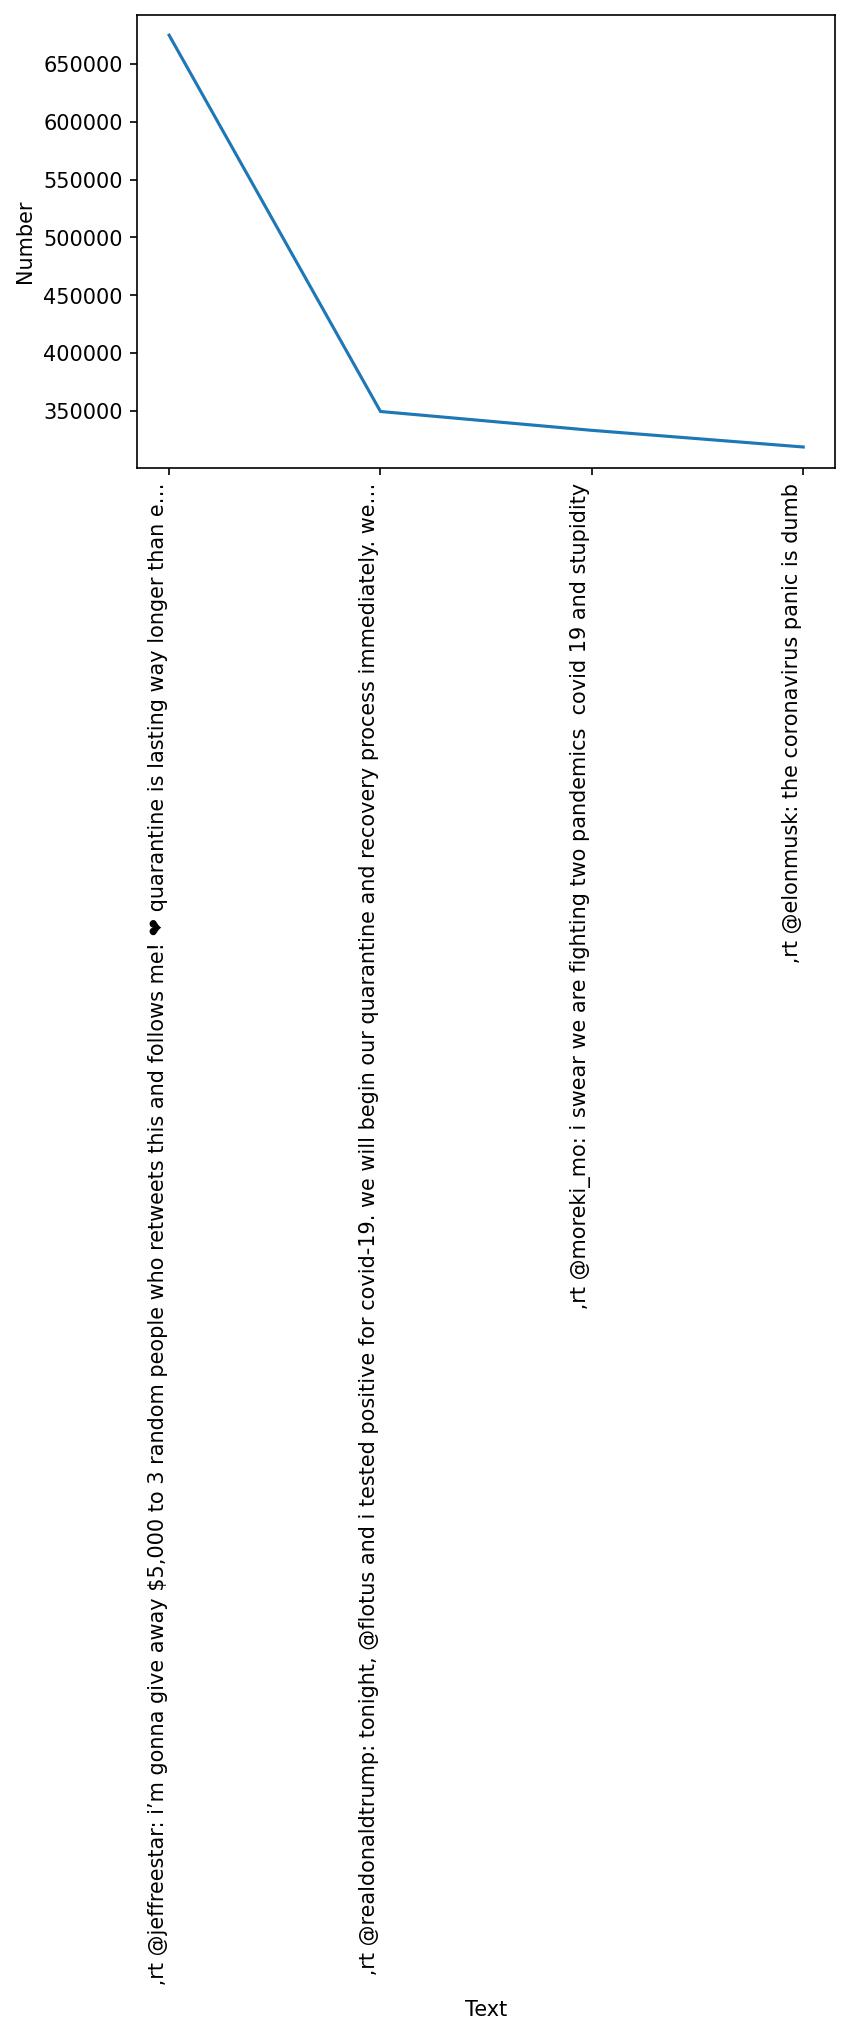 650000
600000
550000
500000
450000
400000
350000
Number
,rt @jeffreestar: i’m gonna give away $5,000 to 3 random people who retweets this and follows me! ❤ quarantine is lasting way longer than e…
,rt @realdonaldtrump: tonight, @flotus and i tested positive for covid-19. we will begin our quarantine and recovery process immediately. we…
,rt @moreki_mo: i swear we are fighting two pandemics  covid 19 and stupidity
,rt @elonmusk: the coronavirus panic is dumb
Text